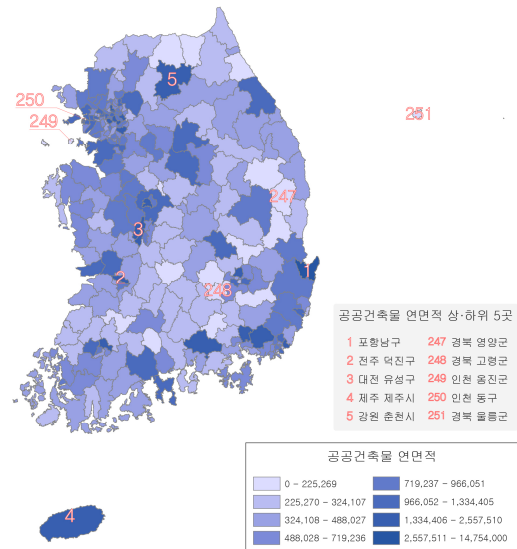 5
250
249
251
247
3
2
248
1
4
공공건축물 연면적 상·하위 5곳
1 포항남구 247 경북 영양군
2 전주 덕진구 248 경북 고령군
3 대전 유성구 249 인천 옹진군
4 제주 제주시 250 인천 동구
5 강원 춘천시 251 경북 울릉군
공공건축물 연면적
0 - 225,269 719,237 - 966,051
225,270 - 324,107 966,052 - 1,334,405
324,108 - 488,027 1,334,406 - 2,557,510
488,028 - 719,236 2,557,511 - 14,754,000